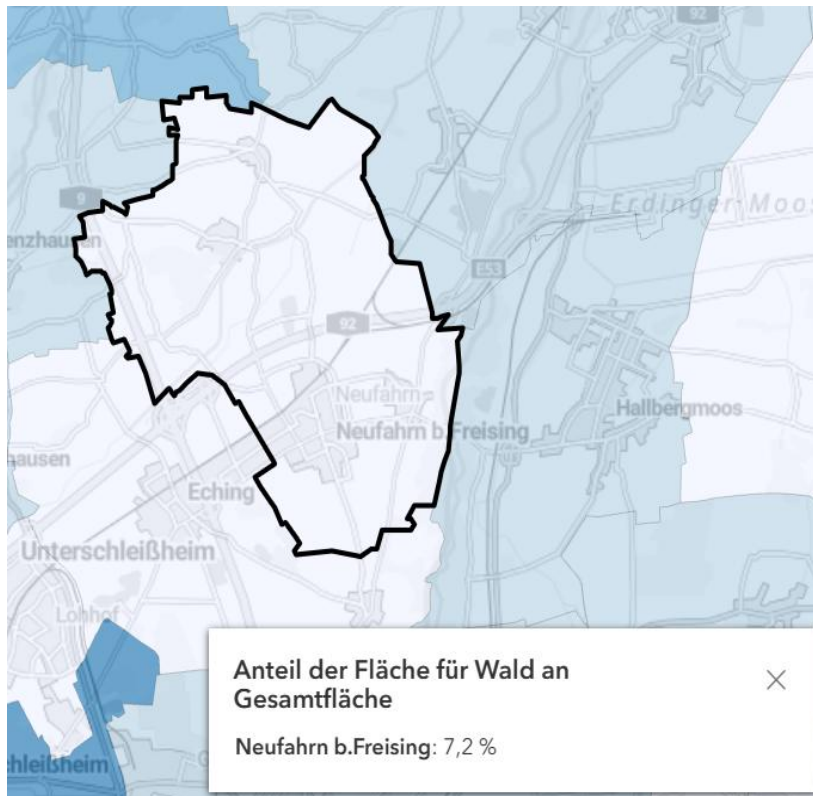 92
9
Erdinger Moos
enzhausen
E53
92
Neufahrn
Hallbergmoos
Neufahrn b.Freising
ausen
Eching
Unterschleißheim
Lohhof
Anteil der Fläche für Wald an
Gesamtfläche
Neufahrn b.Freising: 7,2 %
chleißheim